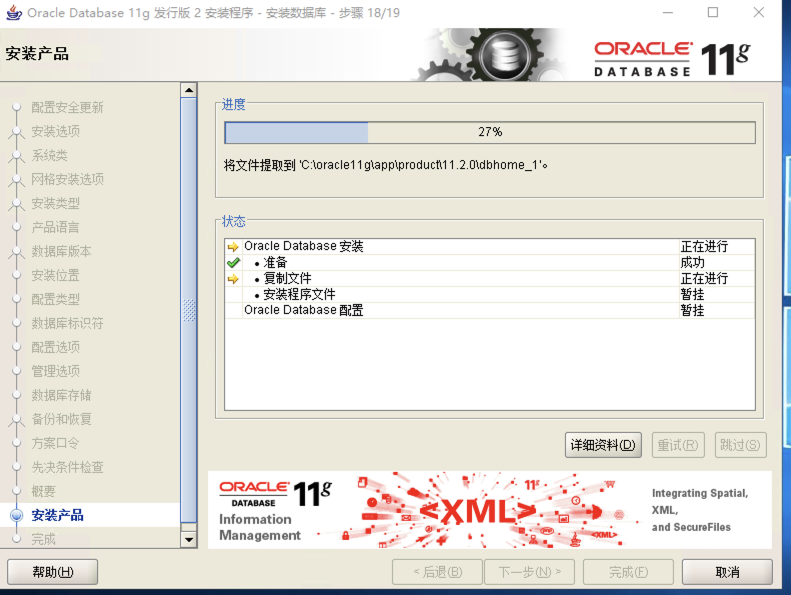 Oracle Database 11g 发行版 2 安装程序 - 安装数据库 - 步骤 18/19
安装产品
ORACLE
DATABASE
11g
配置安全更新
安装选项
系统类
网格安装选项
安装类型
产品语言
数据库版本
安装位置
配置类型
数据库标识符
配置选项
管理选项
数据库存储
备份和恢复
方案口令
先决条件检查
概要
安装产品
完成
进度
27%
将文件提取到 'C:\oracle11g\app\product\11.2.0\dbhome_1'。
状态
Oracle Database 安装 正在进行
• 准备 成功
• 复制文件 正在进行
• 安装程序文件 暂挂
Oracle Database 配置 暂挂
详细资料(D) 重试(R) 跳过(S)
ORACLE
DATABASE
11g
Information
Management
<XML>
11g
<XML>
Integrating Spatial,
XML,
and SecureFiles
帮助(H) < 后退(B) 下一步(N) > 完成(F) 取消